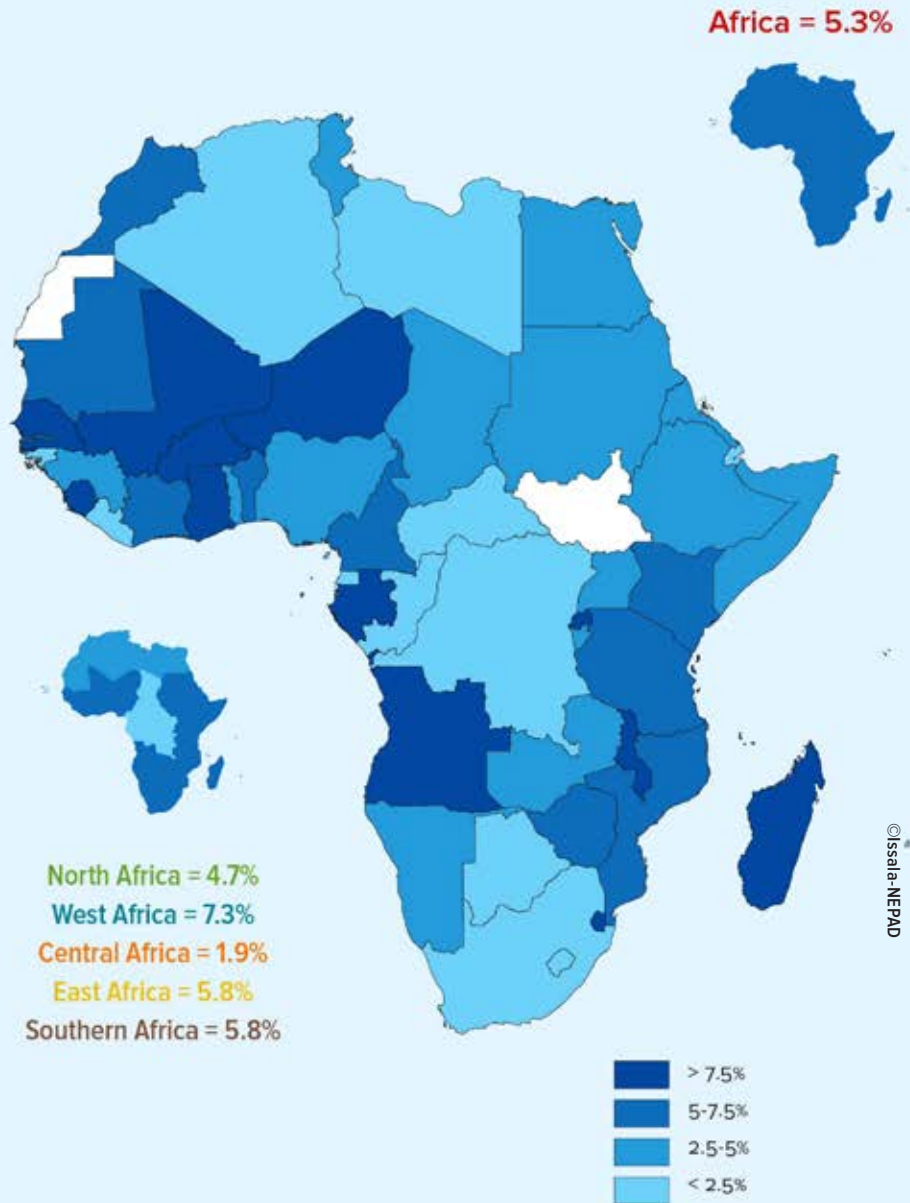 Africa = 5.3%
North Africa = 4.7%
West Africa = 7.3%
Central Africa = 1.9%
East Africa = 5.8%
Southern Africa = 5.8%
©Issala-NEPAD
> 7.5%
5-7.5%
2.5-5%
< 2.5%